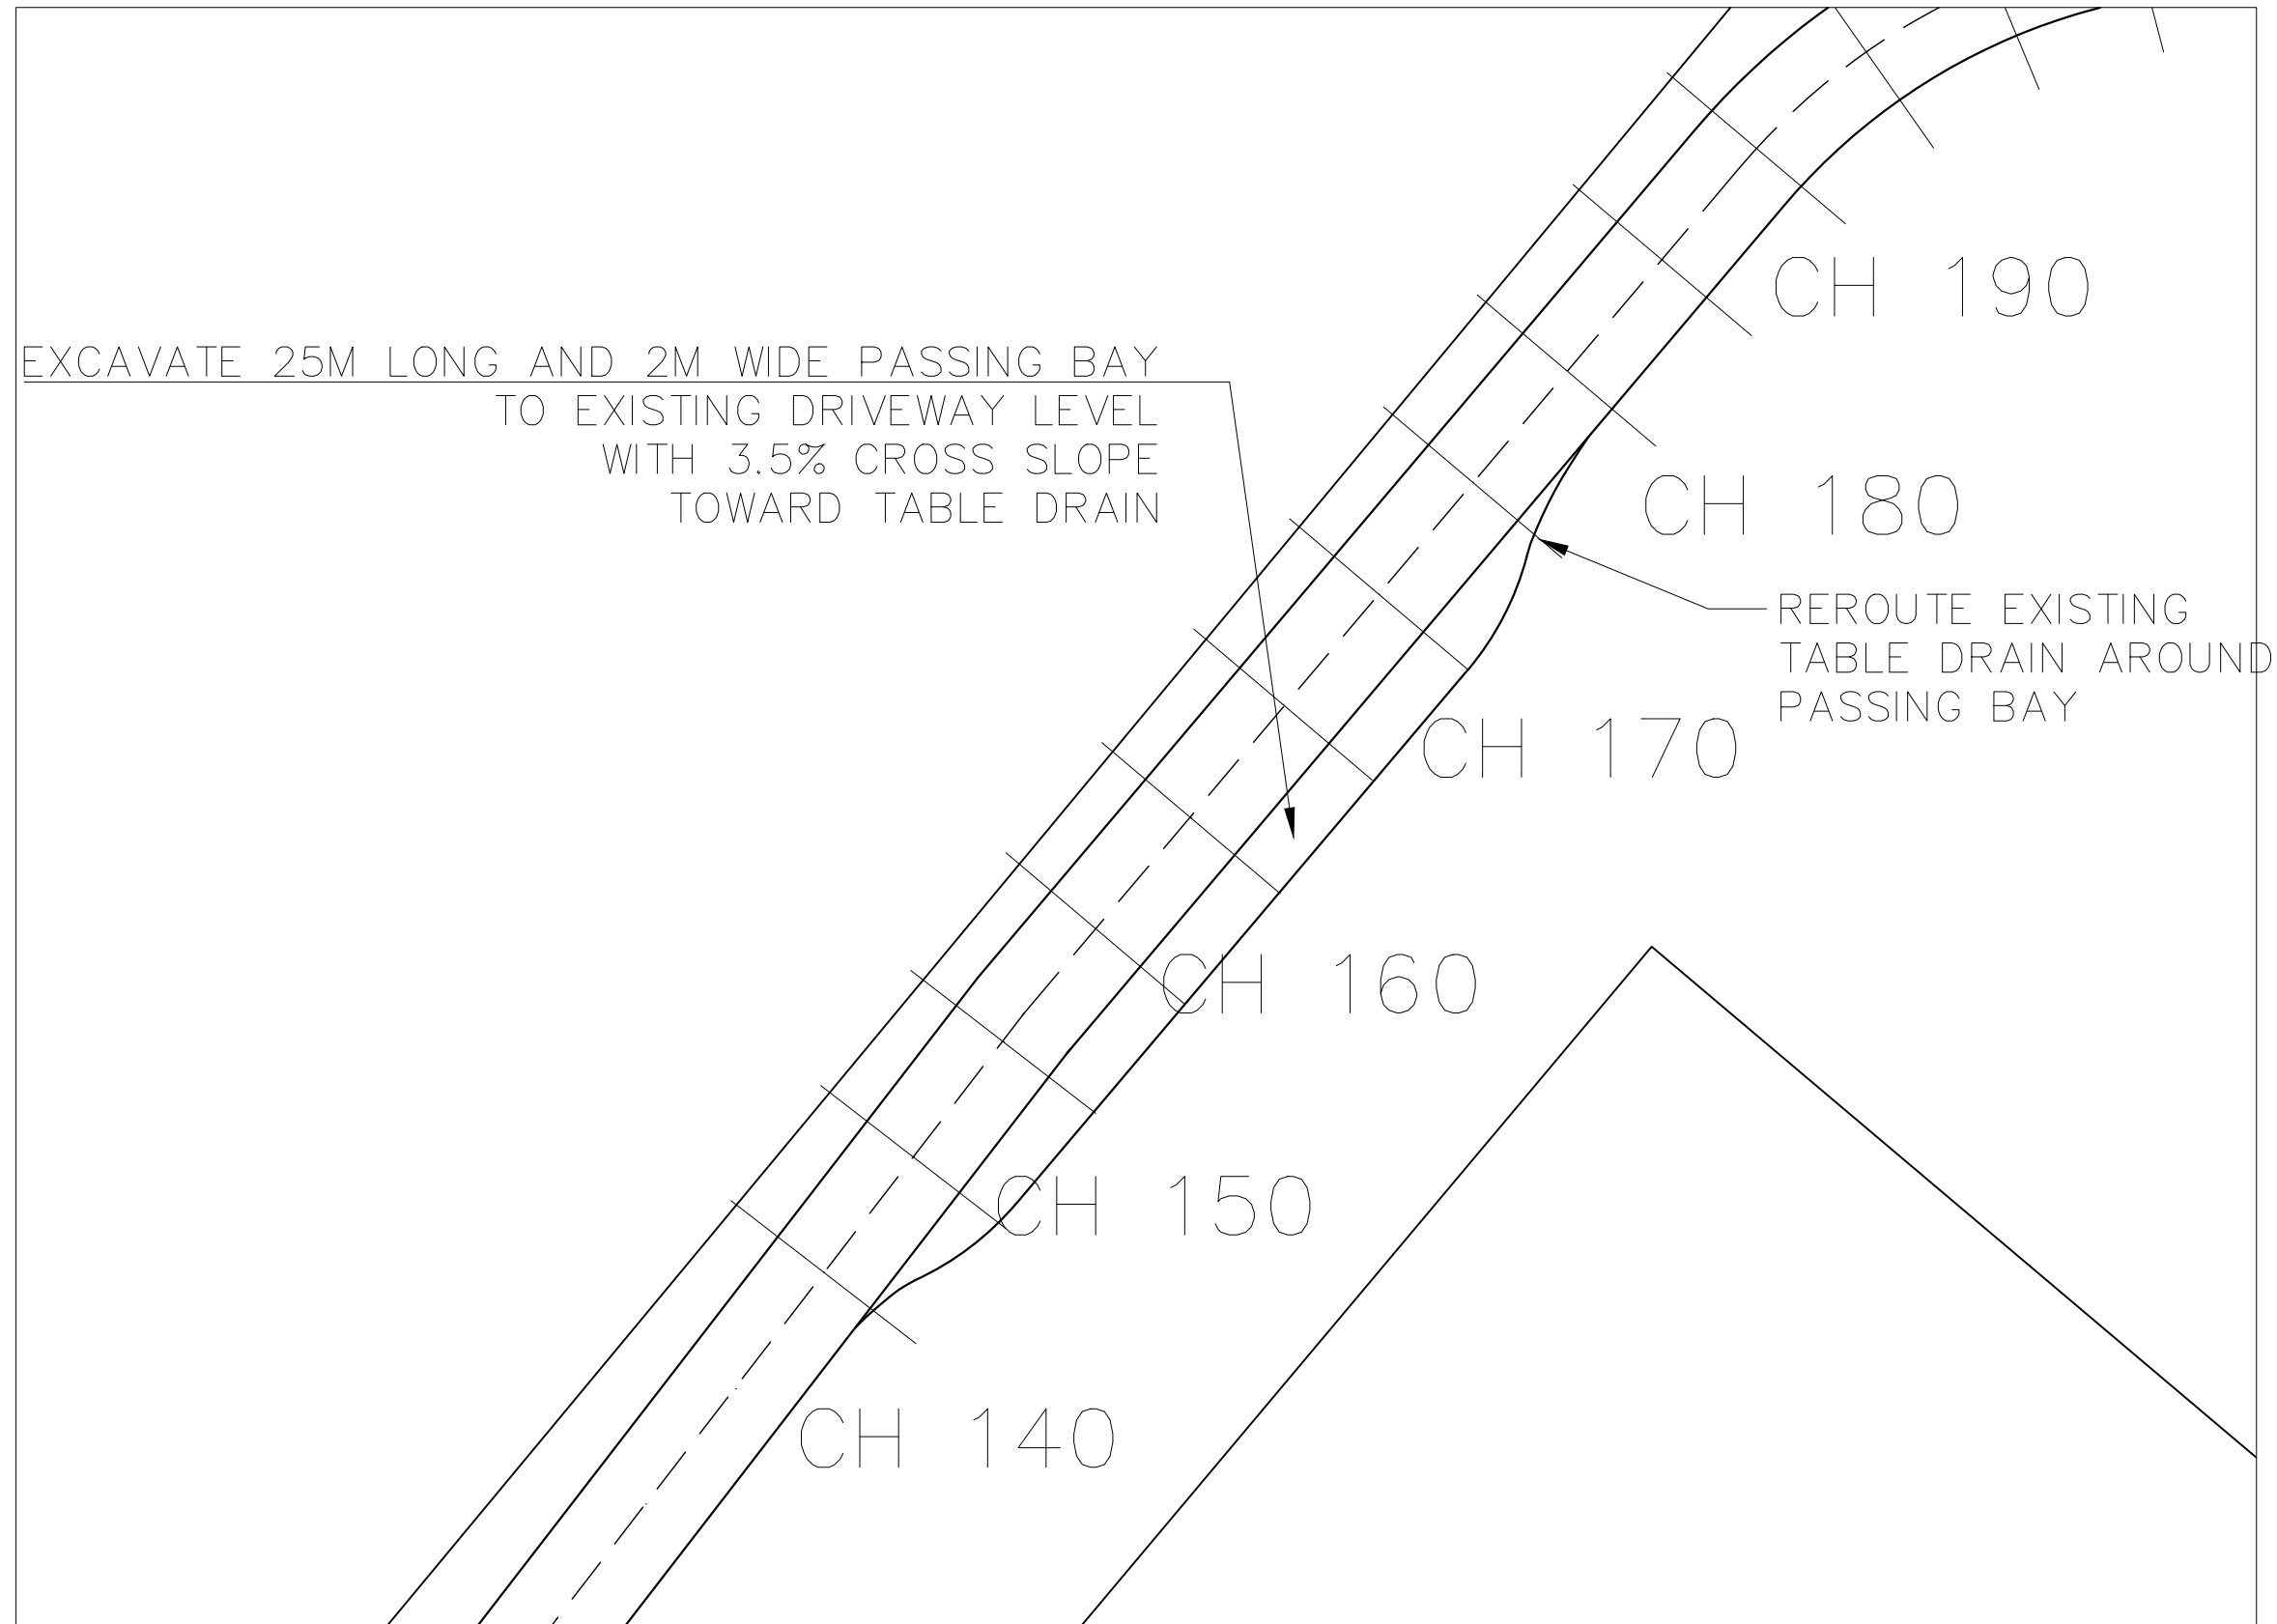 CH 190
EXCAVATE 25M LONG AND 2M WIDE PASSING BAY
TO EXISTING DRIVEWAY LEVEL
WITH 3.5% CROSS SLOPE
TOWARD TABLE DRAIN
CH 180
REROUTE EXISTING
TABLE DRAIN AROUND
PASSING BAY
CH 170
CH 160
CH 150
CH 140